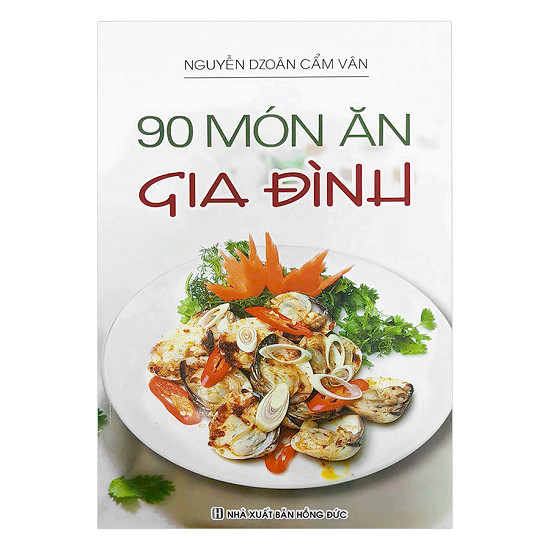 NGUYỄN DZOÃN CẨM VÂN
90 MÓN ĂN
GIA ĐÌNH
NHÀ XUẤT BẢN HỒNG ĐỨC